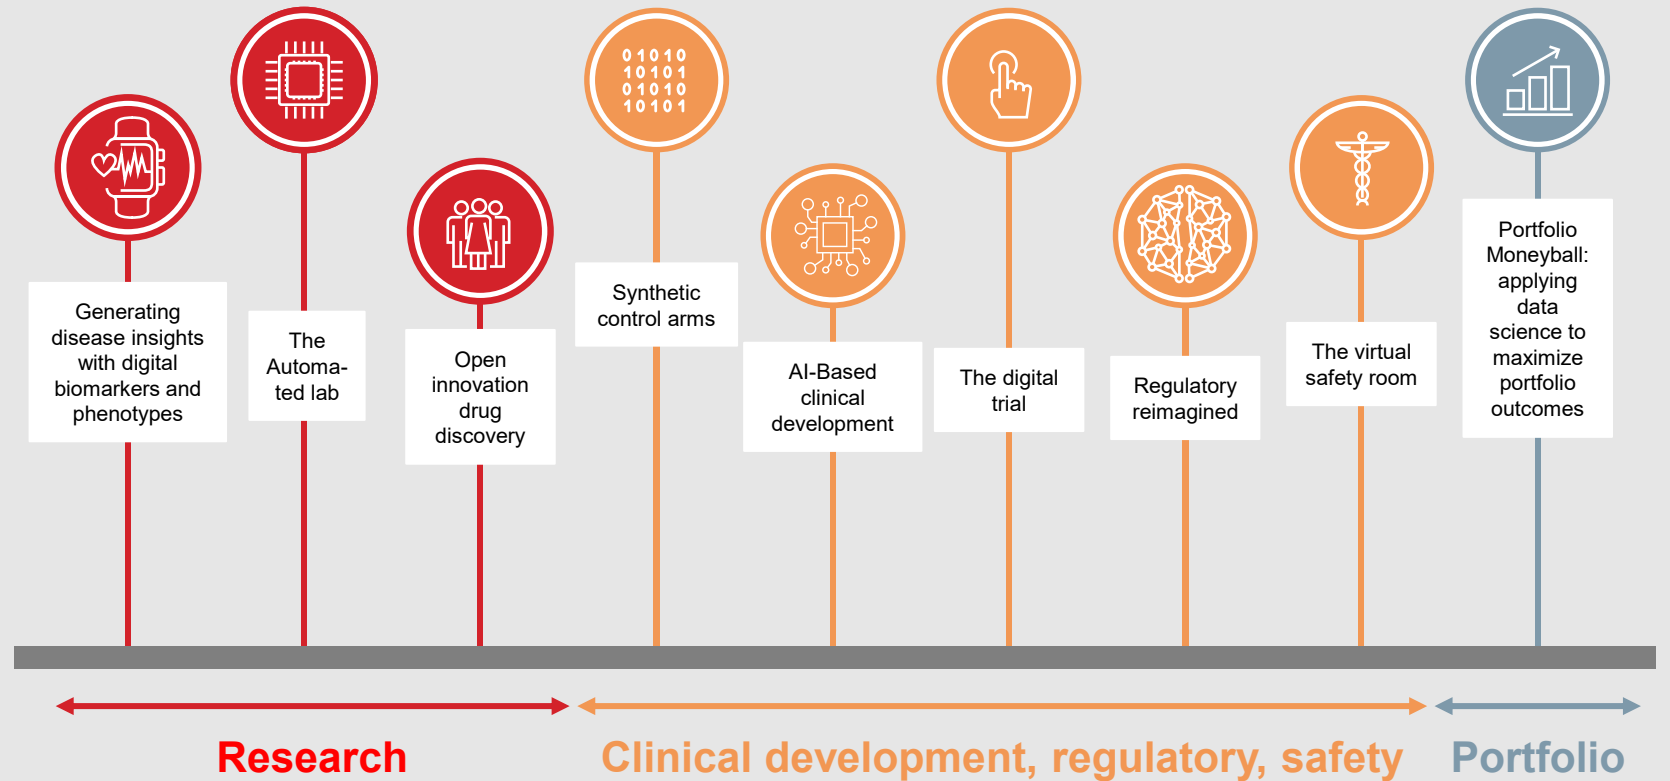 01010
10101
01010
10101
Generating
disease insights
with digital
biomarkers and
phenotypes
The
Automa-
ted lab
Open
innovation
drug
discovery
Synthetic
control arms
AI-Based
clinical
development
The digital
trial
Regulatory
reimagined
The virtual
safety room
Portfolio
Moneyball:
applying
data
science to
maximize
portfolio
outcomes
Research
Clinical development, regulatory, safety
Portfolio